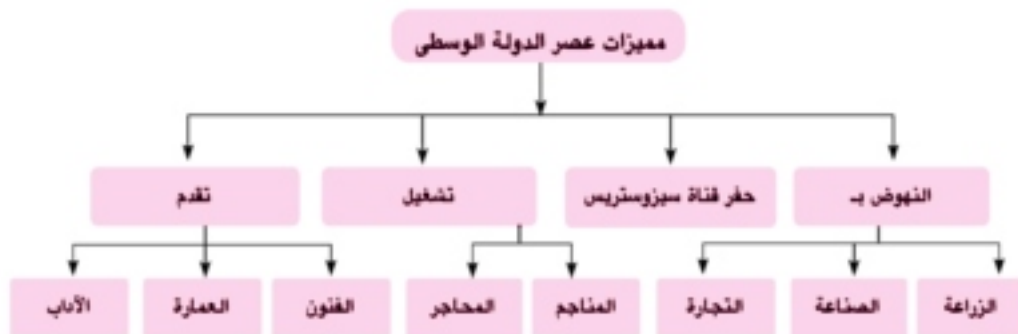 مميزات عصر الدولة الوسطى
النهوض بـ
حفر قناة سيزوستريس
تشغيل
تقدم
الزراعة
الصناعة
التجارة
المناجم
المحاجر
الفنون
العمارة
الآداب